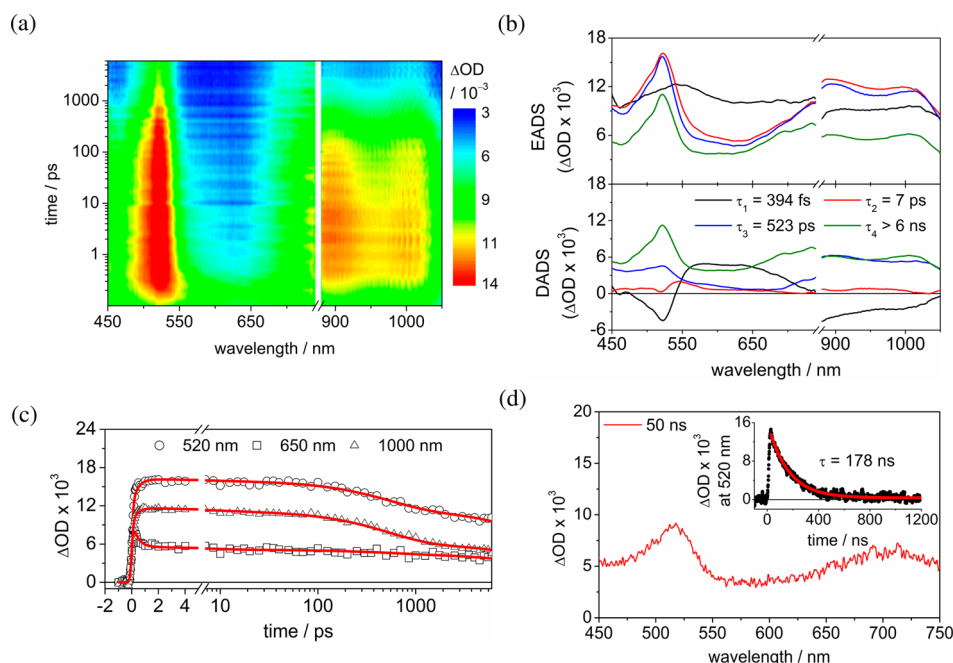 (a)
ΔOD
/ 10⁻³
3
6
9
11
14
1000
100
10
1
time / ps
450 550 650 900 1000
wavelength / nm
(b)
18
12
6
EADS
(ΔOD x 10³)
18
12
6
0
-6
DADS
(ΔOD x 10³)
τ₁ = 394 fs τ₂ = 7 ps
τ₃ = 523 ps τ₄ > 6 ns
450 550 650 900 1000
wavelength / nm
(c)
24
18
12
6
0
ΔOD x 10³
520 nm 650 nm 1000 nm
-2 0 2 4 10 100 1000
time / ps
(d)
20
15
10
5
0
ΔOD x 10³
50 ns
16
8
0
ΔOD x 10³
at 520 nm
τ = 178 ns
0 400 800 1200
time / ns
450 500 550 600 650 700 750
wavelength / nm